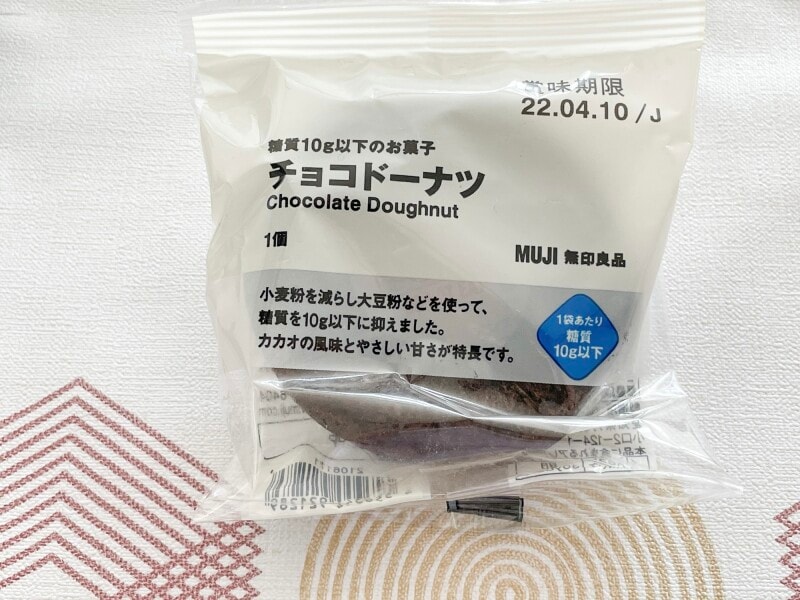 賞味期限
22.04.10/J
糖質10g以下のお菓子
チョコドーナツ
Chocolate Doughnut
1個
MUJI 無印良品
小麦粉を減らし大豆粉などを使って、
糖質を10g以下に抑えました。
カカオの風味とやさしい甘さが特長です。
1袋あたり
糖質
10g以下